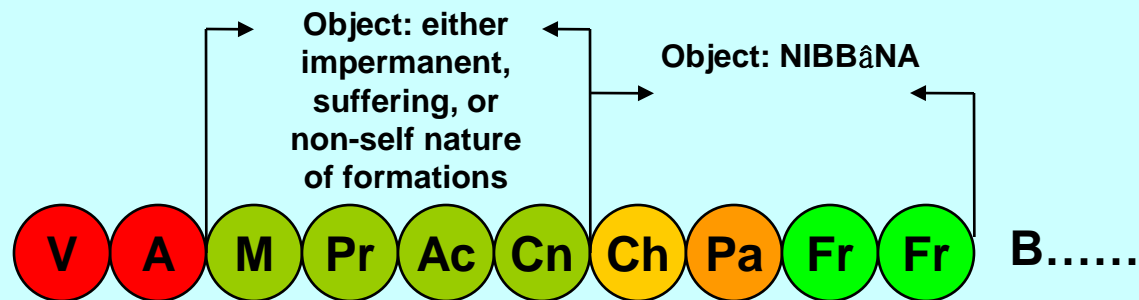 Object: either
impermanent,
suffering, or
non-self nature
of formations
Object: NIBBâNA
V A M Pr Ac Cn Ch Pa Fr Fr B......